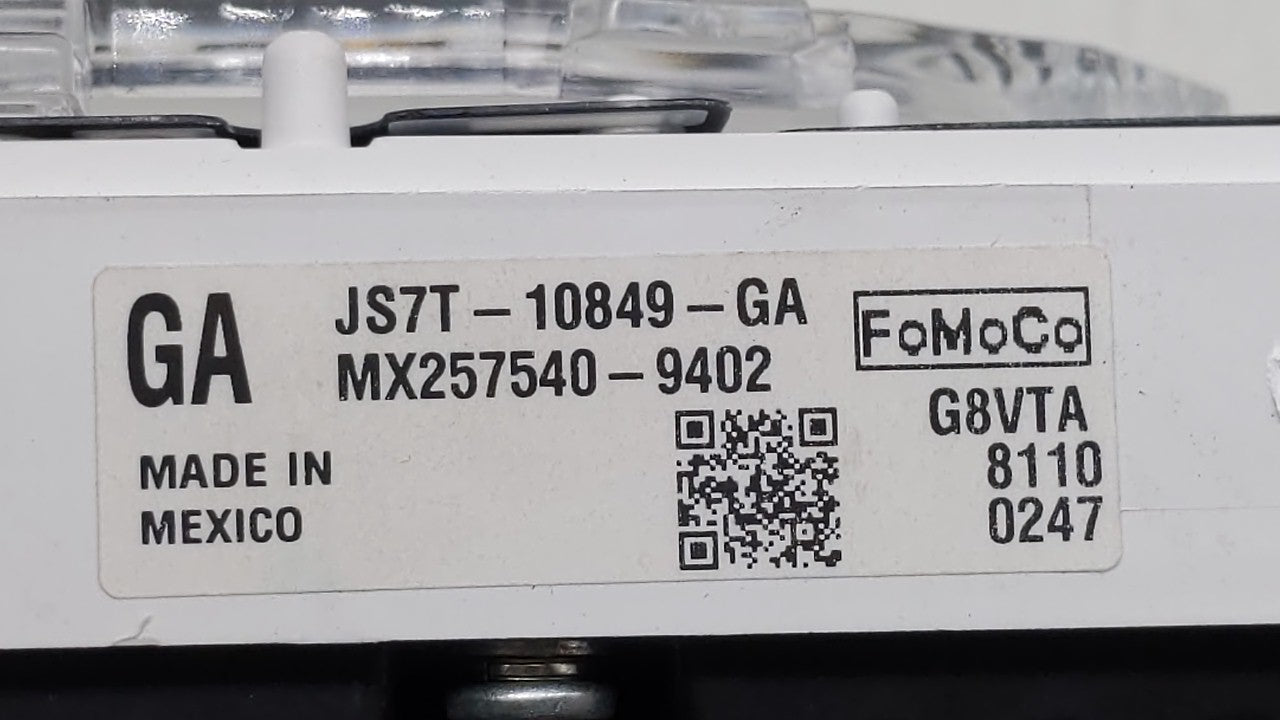 GA
JS7T-10849-GA
MX257540-9402
FoMoCo
G8VTA
8110
0247
MADE IN
MEXICO